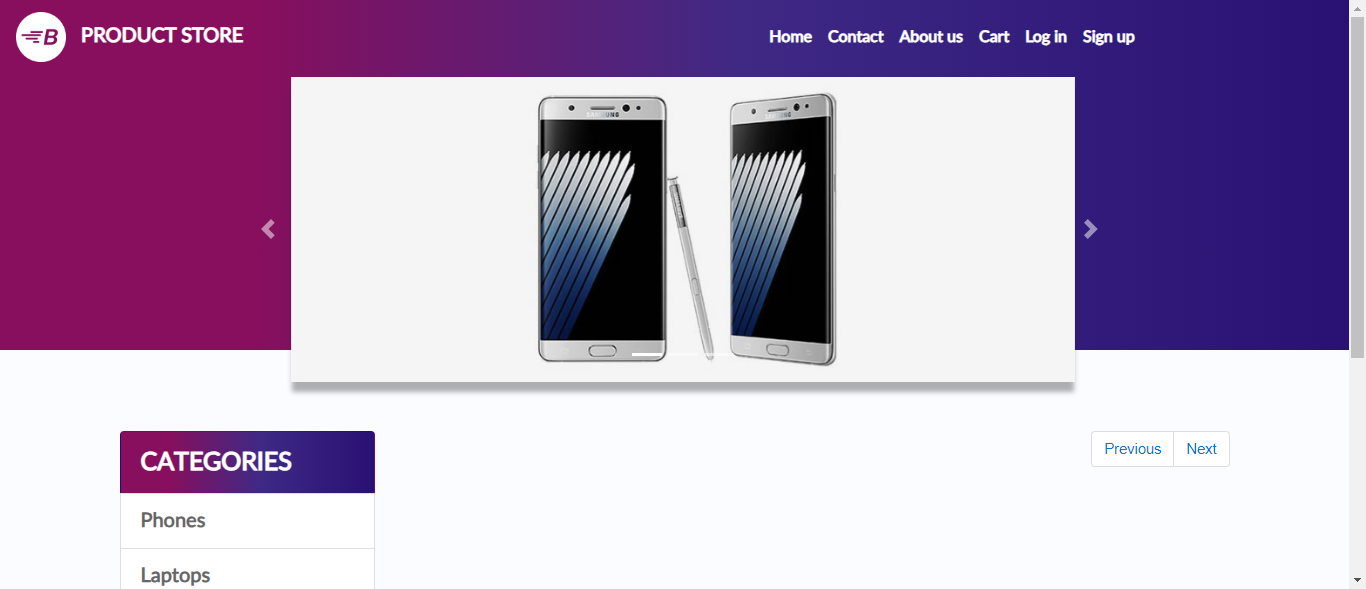 B PRODUCT STORE
Home Contact About us Cart Log in Sign up
SAMSUNG
SAMSUNG
CATEGORIES
Previous Next
Phones
Laptops